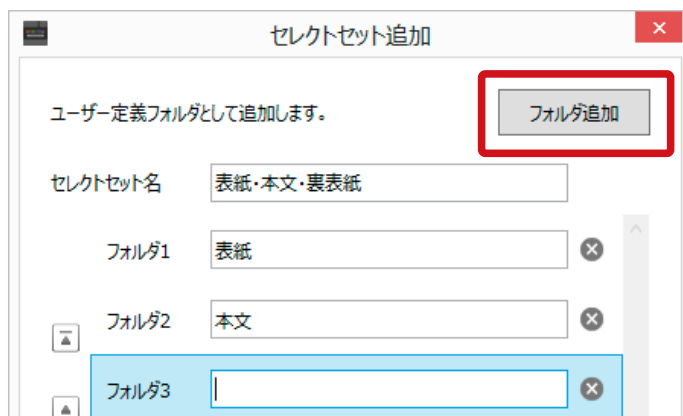 セレクトセット追加
ユーザー定義フォルダとして追加します。 フォルダ追加
セレクトセット名 表紙・本文・裏表紙
フォルダ1 表紙
フォルダ2 本文
フォルダ3